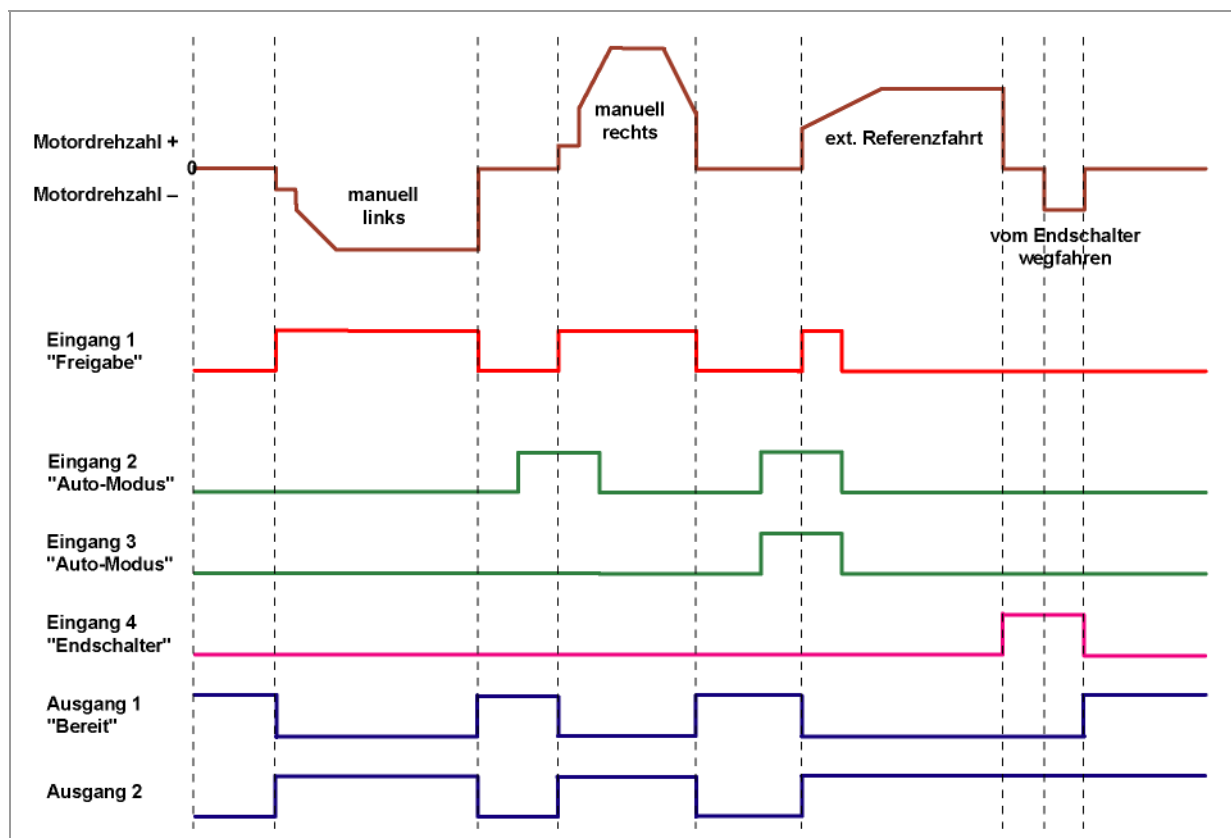 Motordrehzahl +
0
Motordrehzahl –
manuell
links
manuell
rechts
ext. Referenzfahrt
vom Endschalter
wegfahren
Eingang 1
"Freigabe"
Eingang 2
"Auto-Modus"
Eingang 3
"Auto-Modus"
Eingang 4
"Endschalter"
Ausgang 1
"Bereit"
Ausgang 2